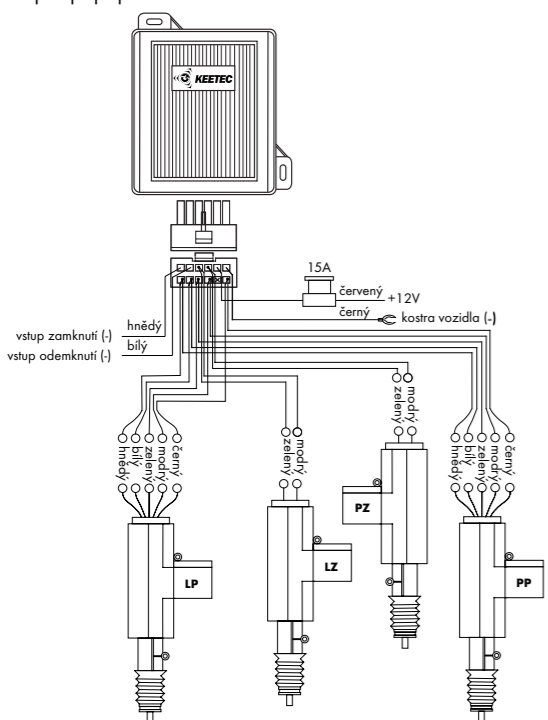 KEETEC
15A
červený
+12V
černý
kostra vozidla (-)
vstup zamknutí (-)
hnědý
vstup odemknutí (-)
bílý
hnědý
bílý
zelený
modrý
černý
zelený
modrý
zelený
modrý
hnědý
bílý
zelený
modrý
černý
LP
LZ
PZ
PP